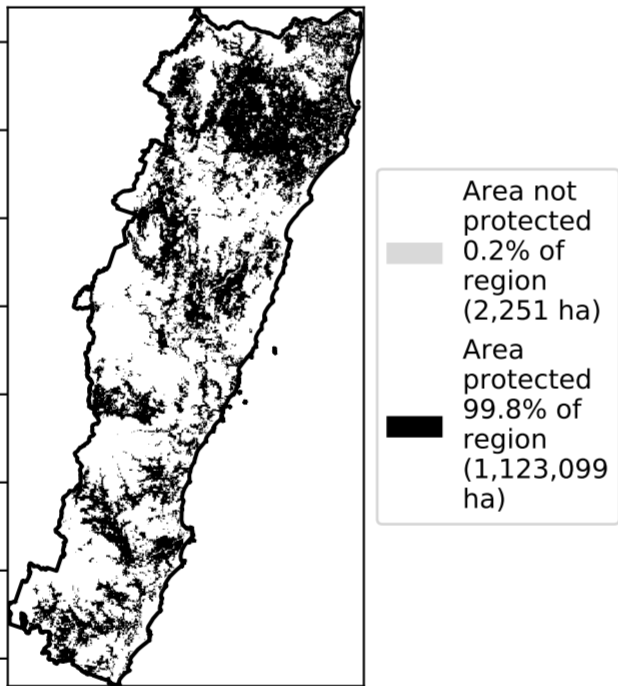 Area not
protected
0.2% of
region
(2,251 ha)
Area
protected
99.8% of
region
(1,123,099
ha)